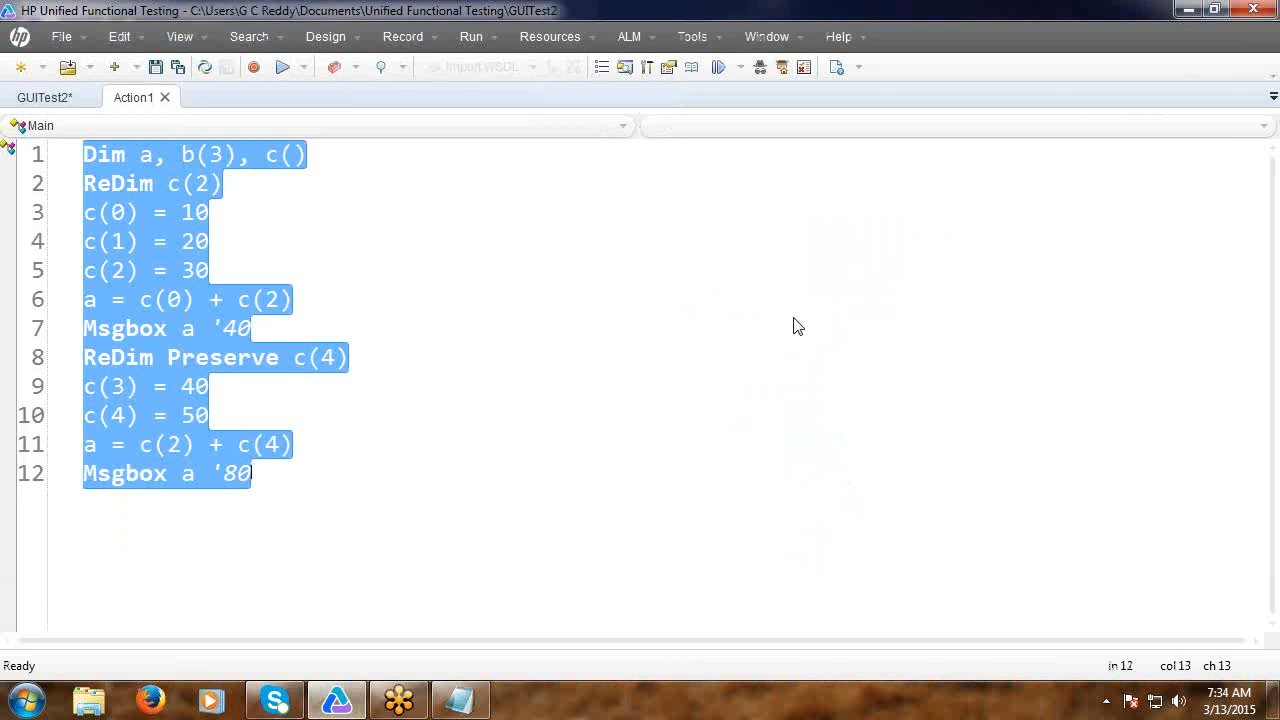 HP Unified Functional Testing - C:\Users\G C Reddy\Documents\Unified Functional Testing\GUITest2
hp File Edit View Search Design Record Run Resources ALM Tools Window Help
Import WSDL
GUITest2* Action1
Main
1 Dim a, b(3), c()
2 ReDim c(2)
3 c(0) = 10
4 c(1) = 20
5 c(2) = 30
6 a = c(0) + c(2)
7 Msgbox a '40
8 ReDim Preserve c(4)
9 c(3) = 40
10 c(4) = 50
11 a = c(2) + c(4)
12 Msgbox a '80
Ready ln 12 col 13 ch 13
7:34 AM
3/13/2015